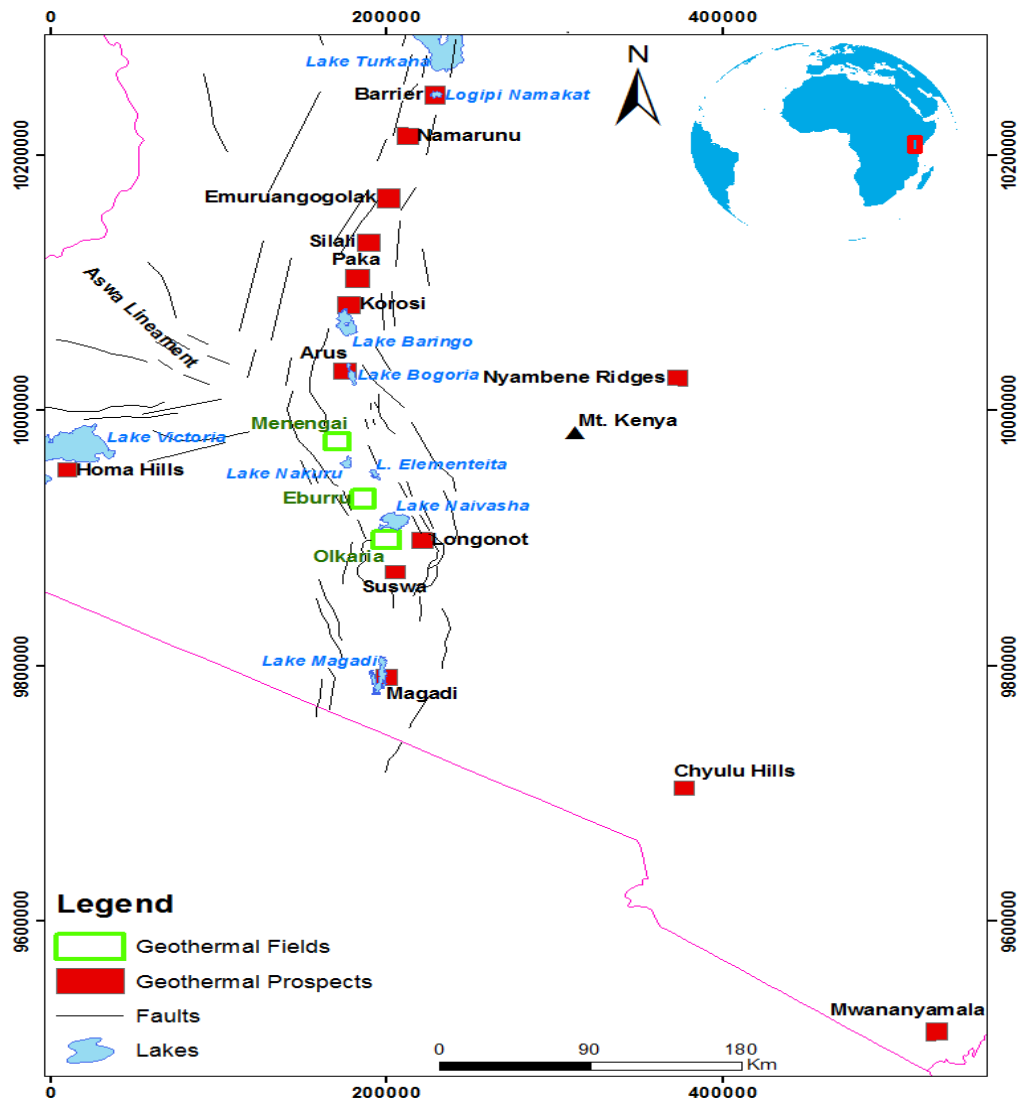 0 200000 400000
Lake Turkana
N
Barrier
Logipi Namakat
Namarunu
10200000
10200000
Emuruangogolak
Silali
Paka
Aswa Lineament
Korosi
Lake Baringo
Arus
Lake Bogoria
Nyambene Ridges
10000000
10000000
Menengai
Mt. Kenya
Lake Victoria
Homa Hills
Lake Nakuru
L. Elementeita
Eburru
Lake Naivasha
Longonot
Olkaria
Suswa
Lake Magadi
9800000
9800000
Magadi
Chyulu Hills
Legend
9600000
9600000
Geothermal Fields
Geothermal Prospects
Mwananyamala
Faults
Lakes
0 90 180
Km
0 200000 400000